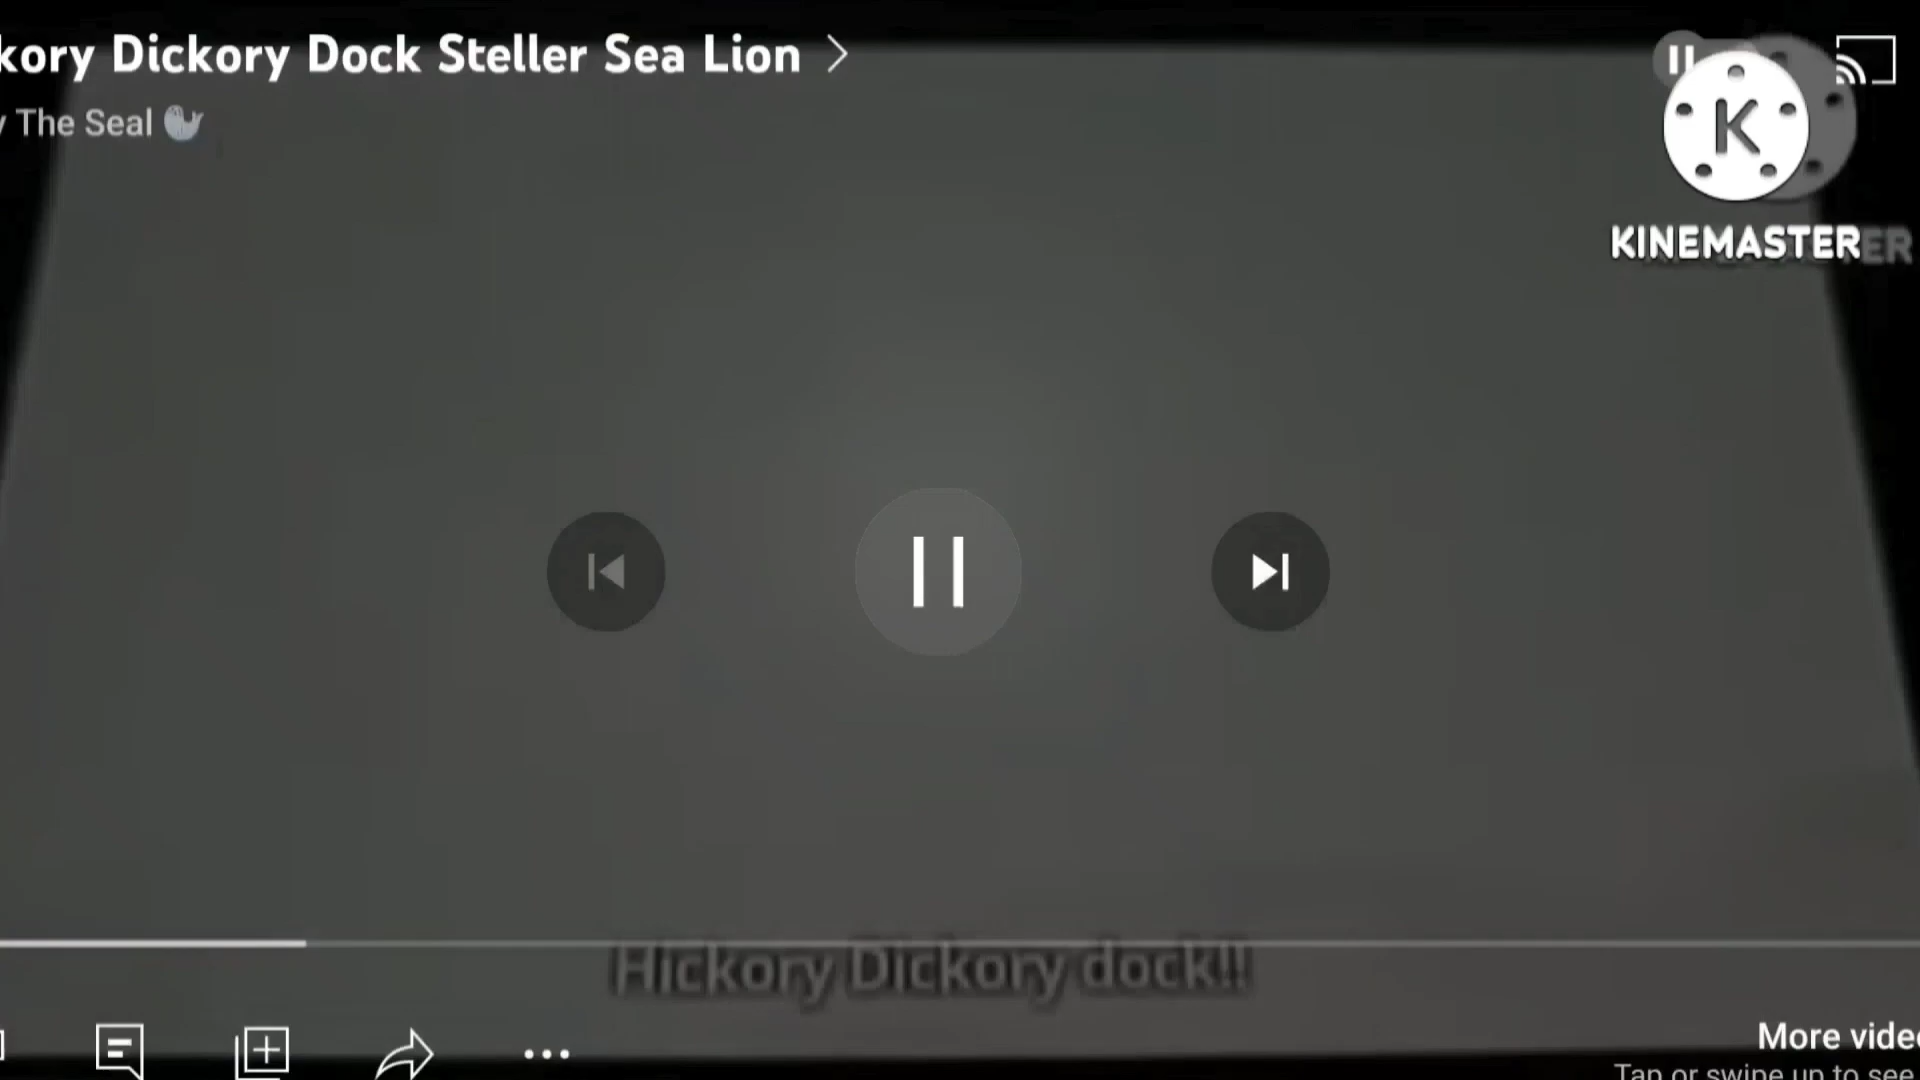 kory Dickory Dock Steller Sea Lion
The Seal
K
KINEMASTER
ER
Hickory Dickory dock!!
More vide
Tap or swipe up to see